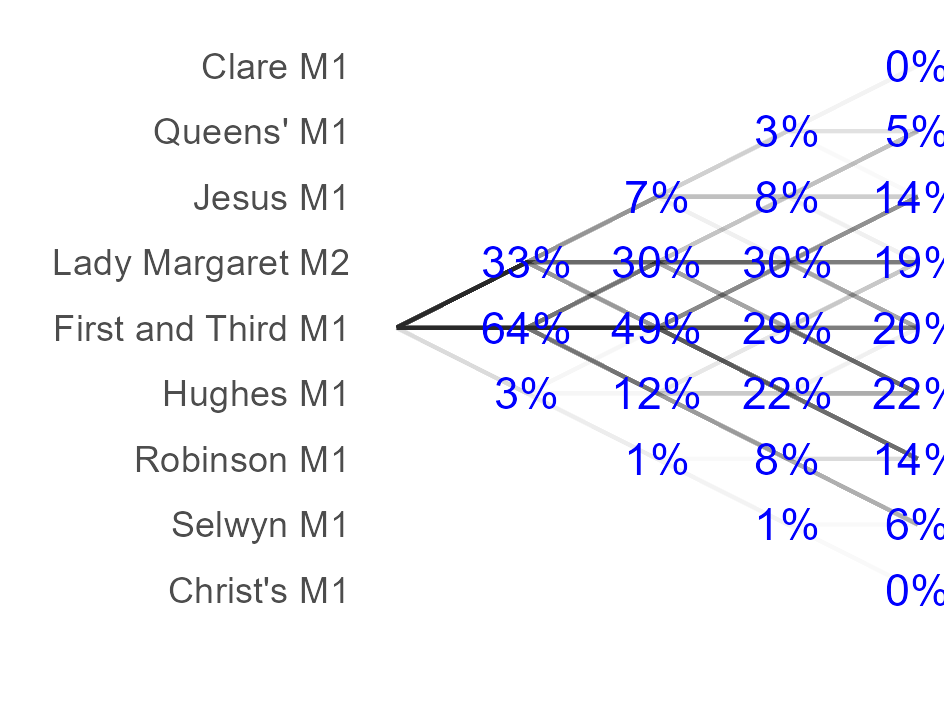 Clare M1 0%
Queens' M1 3% 5%
Jesus M1 7% 8% 14%
Lady Margaret M2 33% 30% 30% 19%
First and Third M1 64% 49% 29% 20%
Hughes M1 3% 12% 22% 22%
Robinson M1 1% 8% 14%
Selwyn M1 1% 6%
Christ's M1 0%